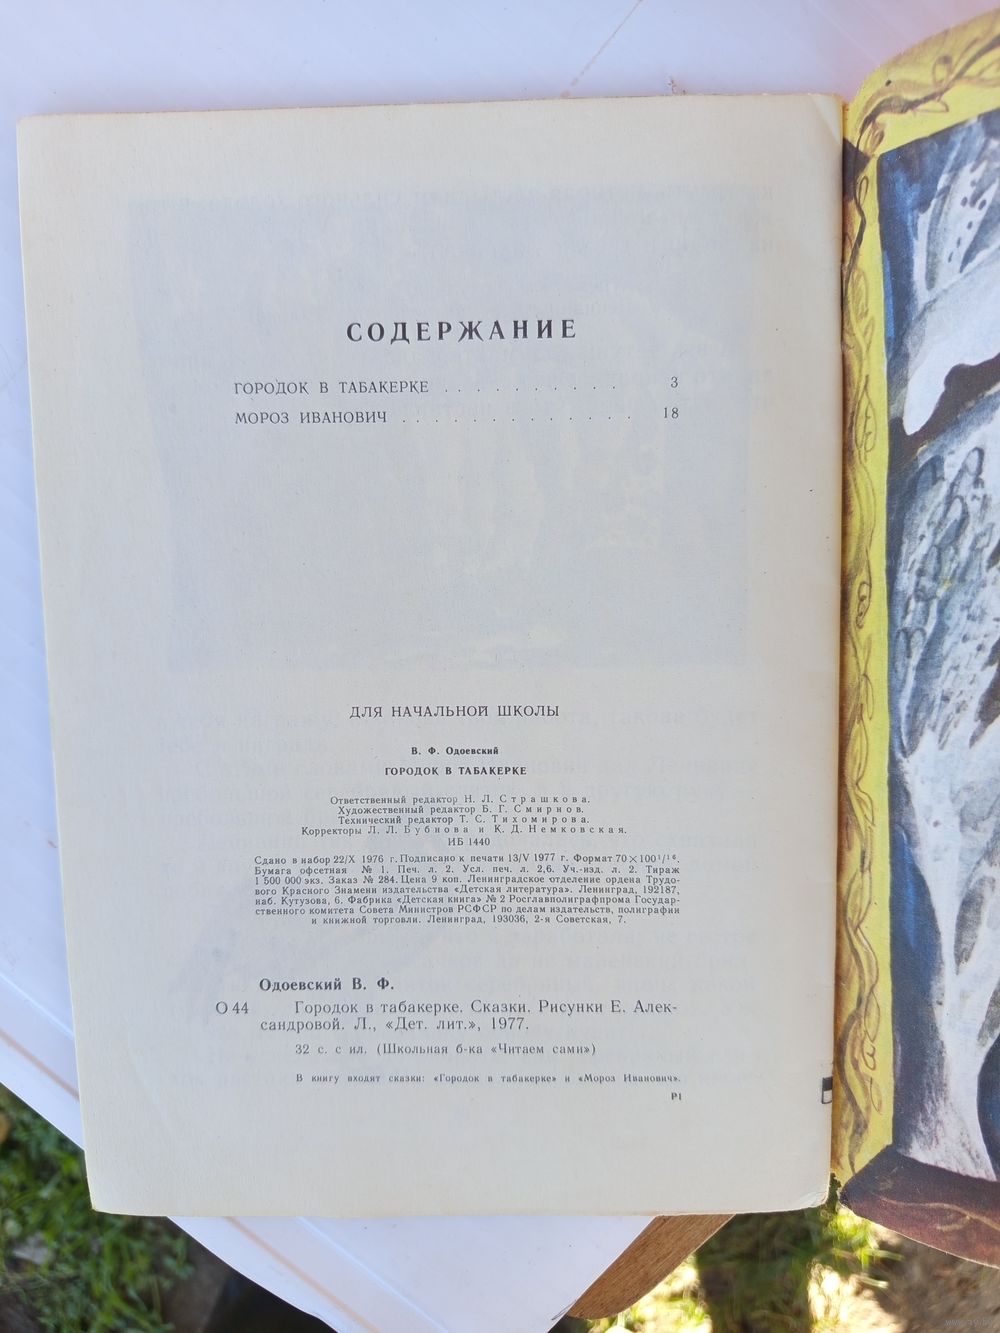 СОДЕРЖАНИЕ
ГОРОДОК В ТАБАКЕРКЕ . . . . . . . . . . 3
МОРОЗ ИВАНОВИЧ . . . . . . . . . . . . . 18
ДЛЯ НАЧАЛЬНОЙ ШКОЛЫ
В. Ф. Одоевский
ГОРОДОК В ТАБАКЕРКЕ
Ответственный редактор Н. Л. Страшкова.
Художественный редактор Б. Г. Смирнов.
Технический редактор Т. С. Тихомирова.
Корректоры Л. Л. Бубнова и К. Д. Немковская.
ИБ 1440
Сдано в набор 22/X 1976 г. Подписано к печати 13/V 1977 г. Формат 70×100¹/¹⁶.
Бумага офсетная № 1. Печ. л. 2. Усл. печ. л. 2,6. Уч.-изд. л. 2. Тираж
1 500 000 экз. Заказ № 284. Цена 9 коп. Ленинградское отделение ордена Трудо-
вого Красного Знамени издательства «Детская литература». Ленинград, 192187,
наб. Кутузова, 6. Фабрика «Детская книга» № 2 Росглавполиграфпрома Государ-
ственного комитета Совета Министров РСФСР по делам издательств, полиграфии
и книжной торговли. Ленинград, 193036, 2-я Советская, 7.
Одоевский В. Ф.
О 44 Городок в табакерке. Сказки. Рисунки Е. Алек-
сандровой. Л., «Дет. лит.», 1977.
32 с. с ил. (Школьная б-ка «Читаем сами»)
В книгу входят сказки: «Городок в табакерке» и «Мороз Иванович».
Р1